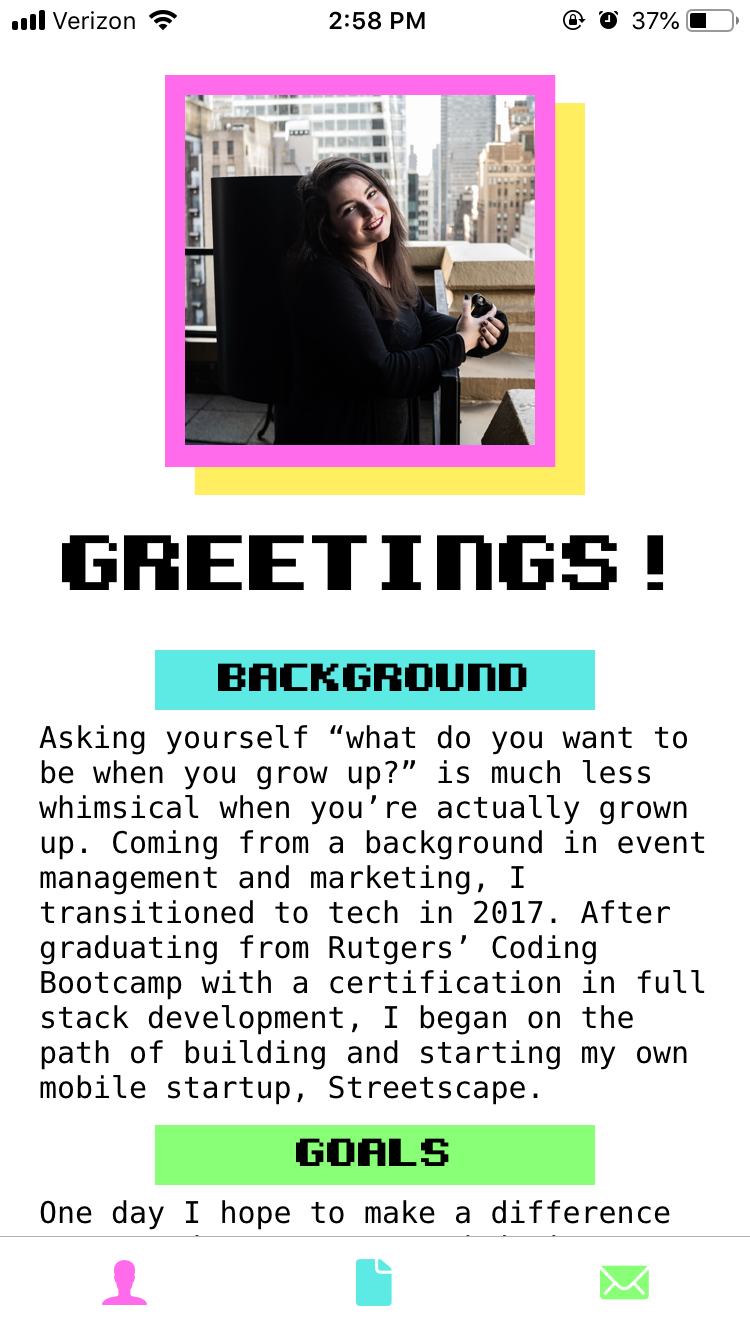 Verizon 2:58 PM 37%
GREETINGS!
BACKGROUND
Asking yourself “what do you want to
be when you grow up?” is much less
whimsical when you’re actually grown
up. Coming from a background in event
management and marketing, I
transitioned to tech in 2017. After
graduating from Rutgers’ Coding
Bootcamp with a certification in full
stack development, I began on the
path of building and starting my own
mobile startup, Streetscape.
GOALS
One day I hope to make a difference